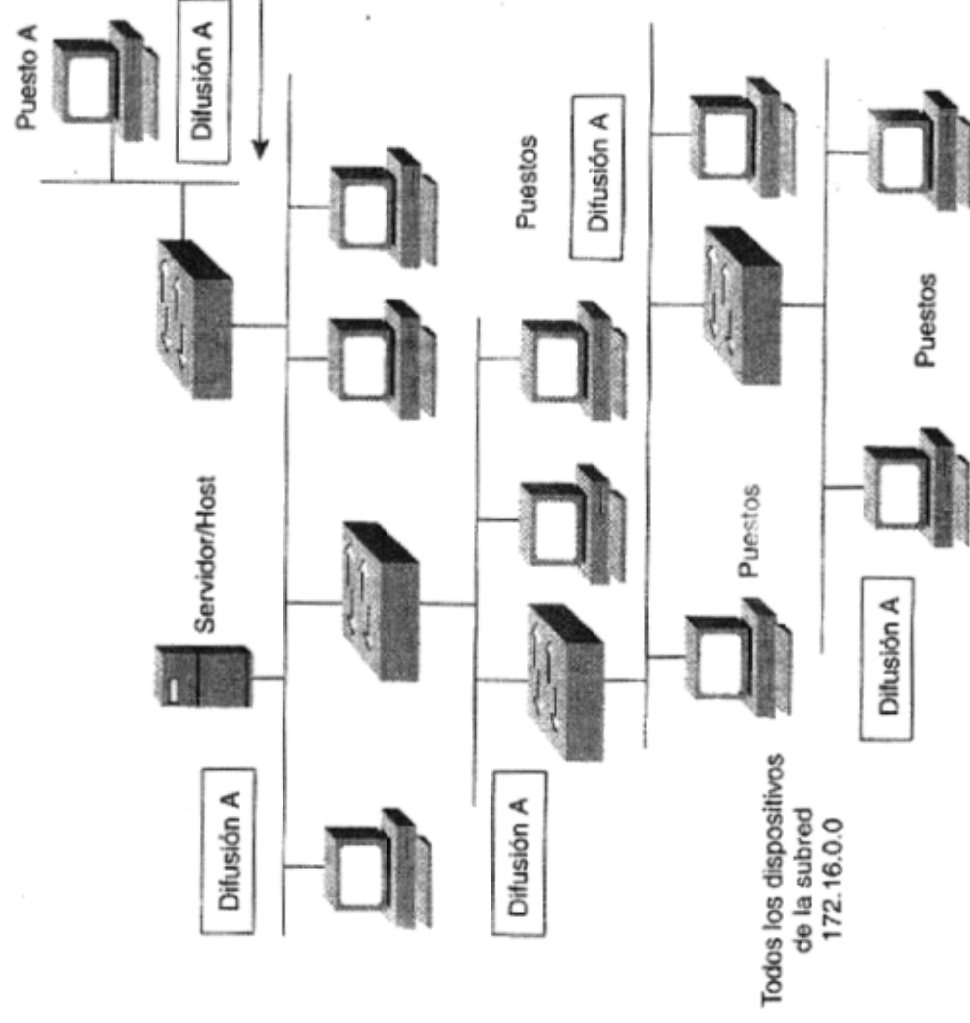 Puesto A
Difusión A
Servidor/Host
Difusión A
Puestos
Difusión A
Difusión A
Puestos
Puestos
Difusión A
Todos los dispositivos
de la subred
172.16.0.0